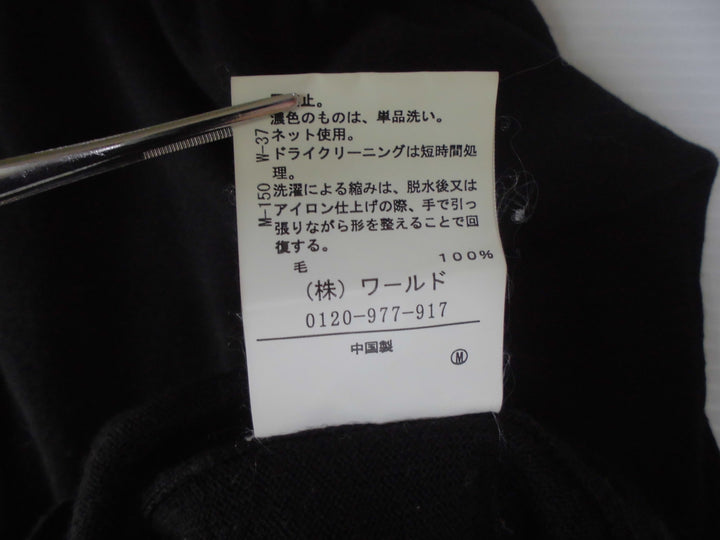 止。
濃色のものは、単品洗い。
ネット使用。
ドライクリーニングは短時間処
理。
洗濯による縮みは、脱水後又は
アイロン仕上げの際、手で引っ
張りながら形を整えることで回
復する。
毛 100%
(株) ワールド
0120-977-917
中国製
M
M-150 W-37